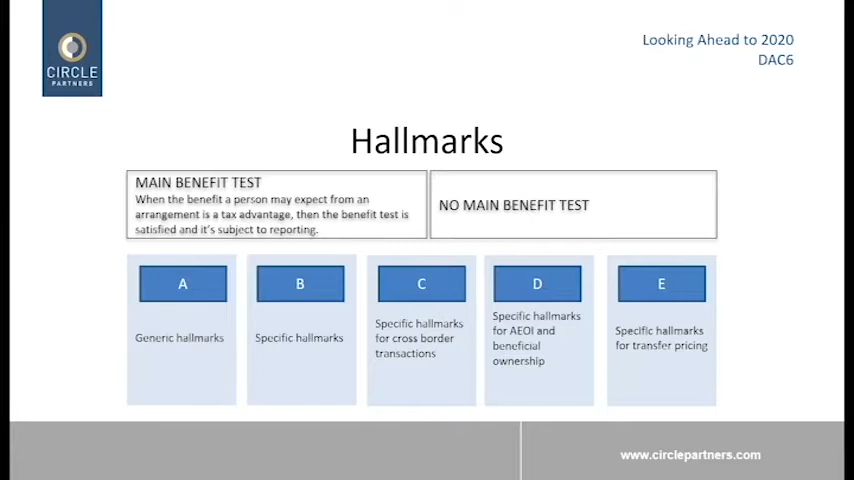 CIRCLE
PARTNERS
Looking Ahead to 2020
DAC6
Hallmarks
MAIN BENEFIT TEST
When the benefit a person may expect from an
arrangement is a tax advantage, then the benefit test is
satisfied and it's subject to reporting.
NO MAIN BENEFIT TEST
A
Generic hallmarks
B
Specific hallmarks
C
Specific hallmarks
for cross border
transactions
D
Specific hallmarks
for AEOI and
beneficial
ownership
E
Specific hallmarks
for transfer pricing
www.circlepartners.com